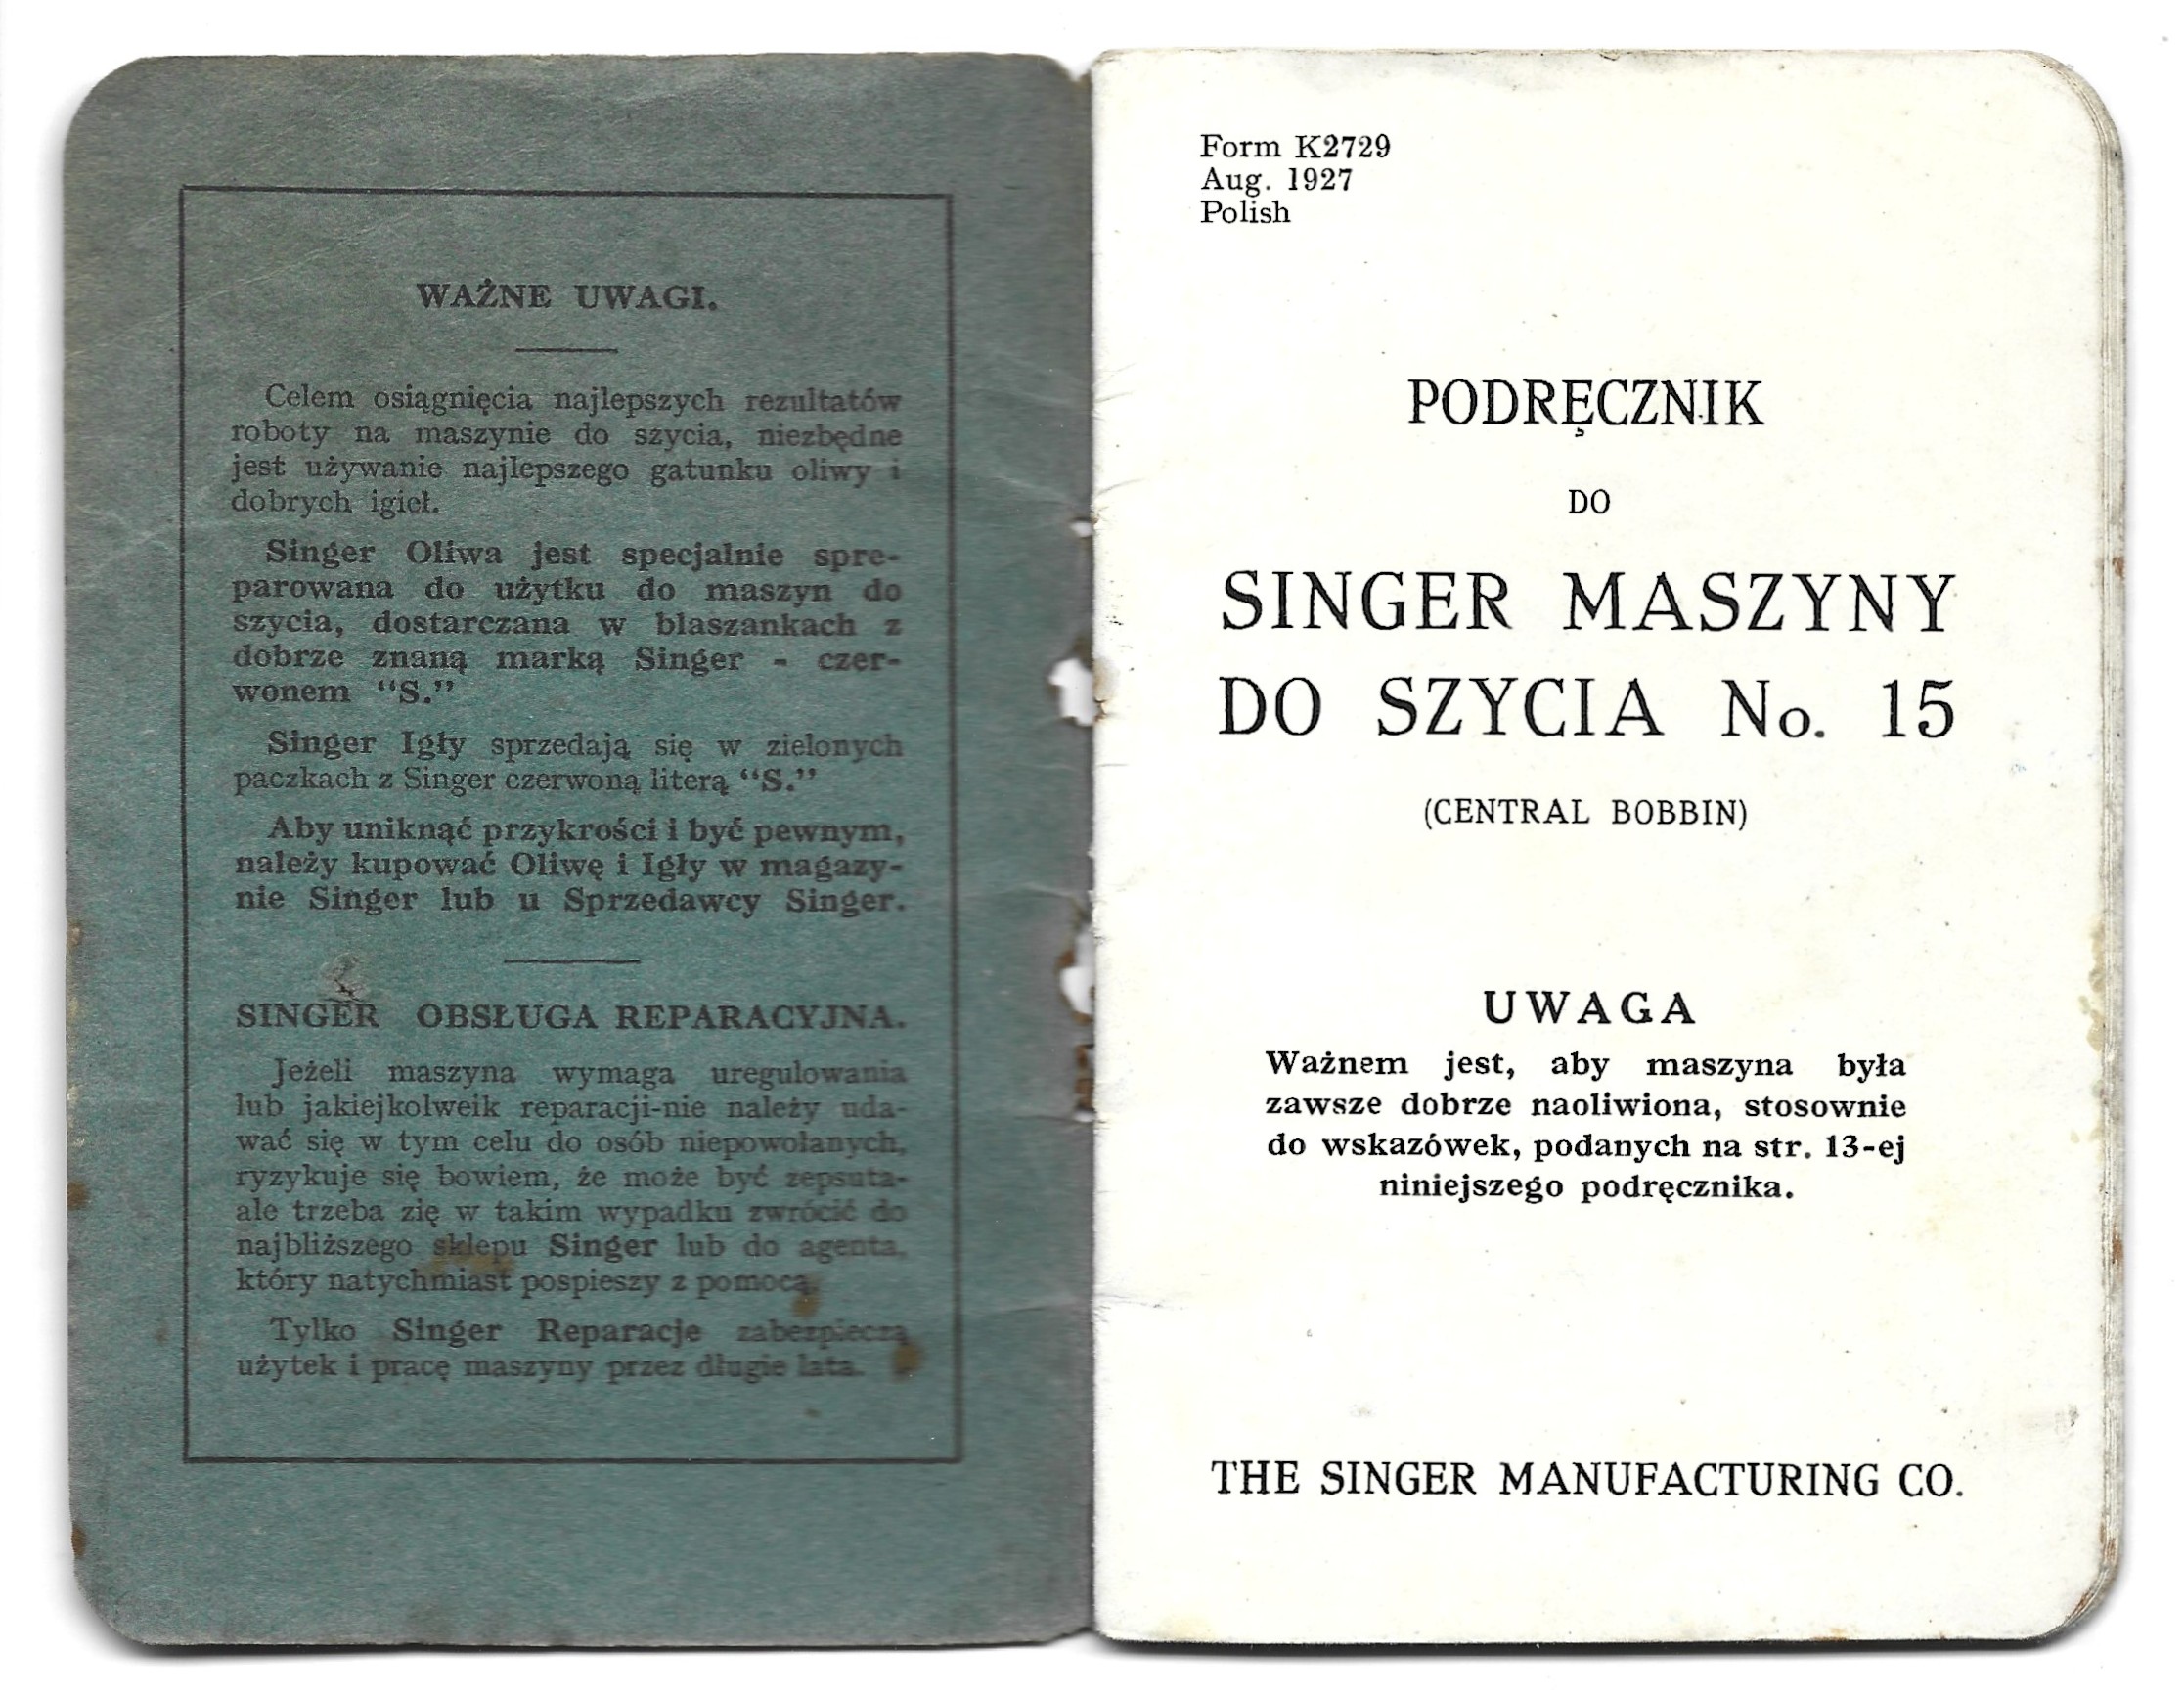 WAŻNE UWAGI.
Celem osiągnięcia najlepszych rezultatów
roboty na maszynie do szycia, niezbędne
jest używanie najlepszego gatunku oliwy i
dobrych igieł.
Singer Oliwa jest specjalnie spre-
parowana do użytku do maszyn do
szycia, dostarczana w blaszankach z
dobrze znaną marką Singer - czer-
wonem “S.”
Singer Igły sprzedają się w zielonych
paczkach z Singer czerwoną literą “S.”
Aby uniknąć przykrości i być pewnym,
należy kupować Oliwę i Igły w magazy-
nie Singer lub u Sprzedawcy Singer.
SINGER OBSŁUGA REPARACYJNA.
Jeżeli maszyna wymaga uregulowania
lub jakiejkolweik reparacji-nie należy uda-
wać się w tym celu do osób niepowołanych,
ryzykuje się bowiem, że może być zepsuta-
ale trzeba zię w takim wypadku zwrócić do
najbliższego sklepu Singer lub do agenta,
który natychmiast pospieszy z pomocą.
Tylko Singer Reparacje zabezpieczą
użytek i pracę maszyny przez długie lata.
Form K2729
Aug. 1927
Polish
PODRĘCZNIK
DO
SINGER MASZYNY
DO SZYCIA No. 15
(CENTRAL BOBBIN)
UWAGA
Ważnem jest, aby maszyna była
zawsze dobrze naoliwiona, stosownie
do wskazówek, podanych na str. 13-ej
niniejszego podręcznika.
THE SINGER MANUFACTURING CO.